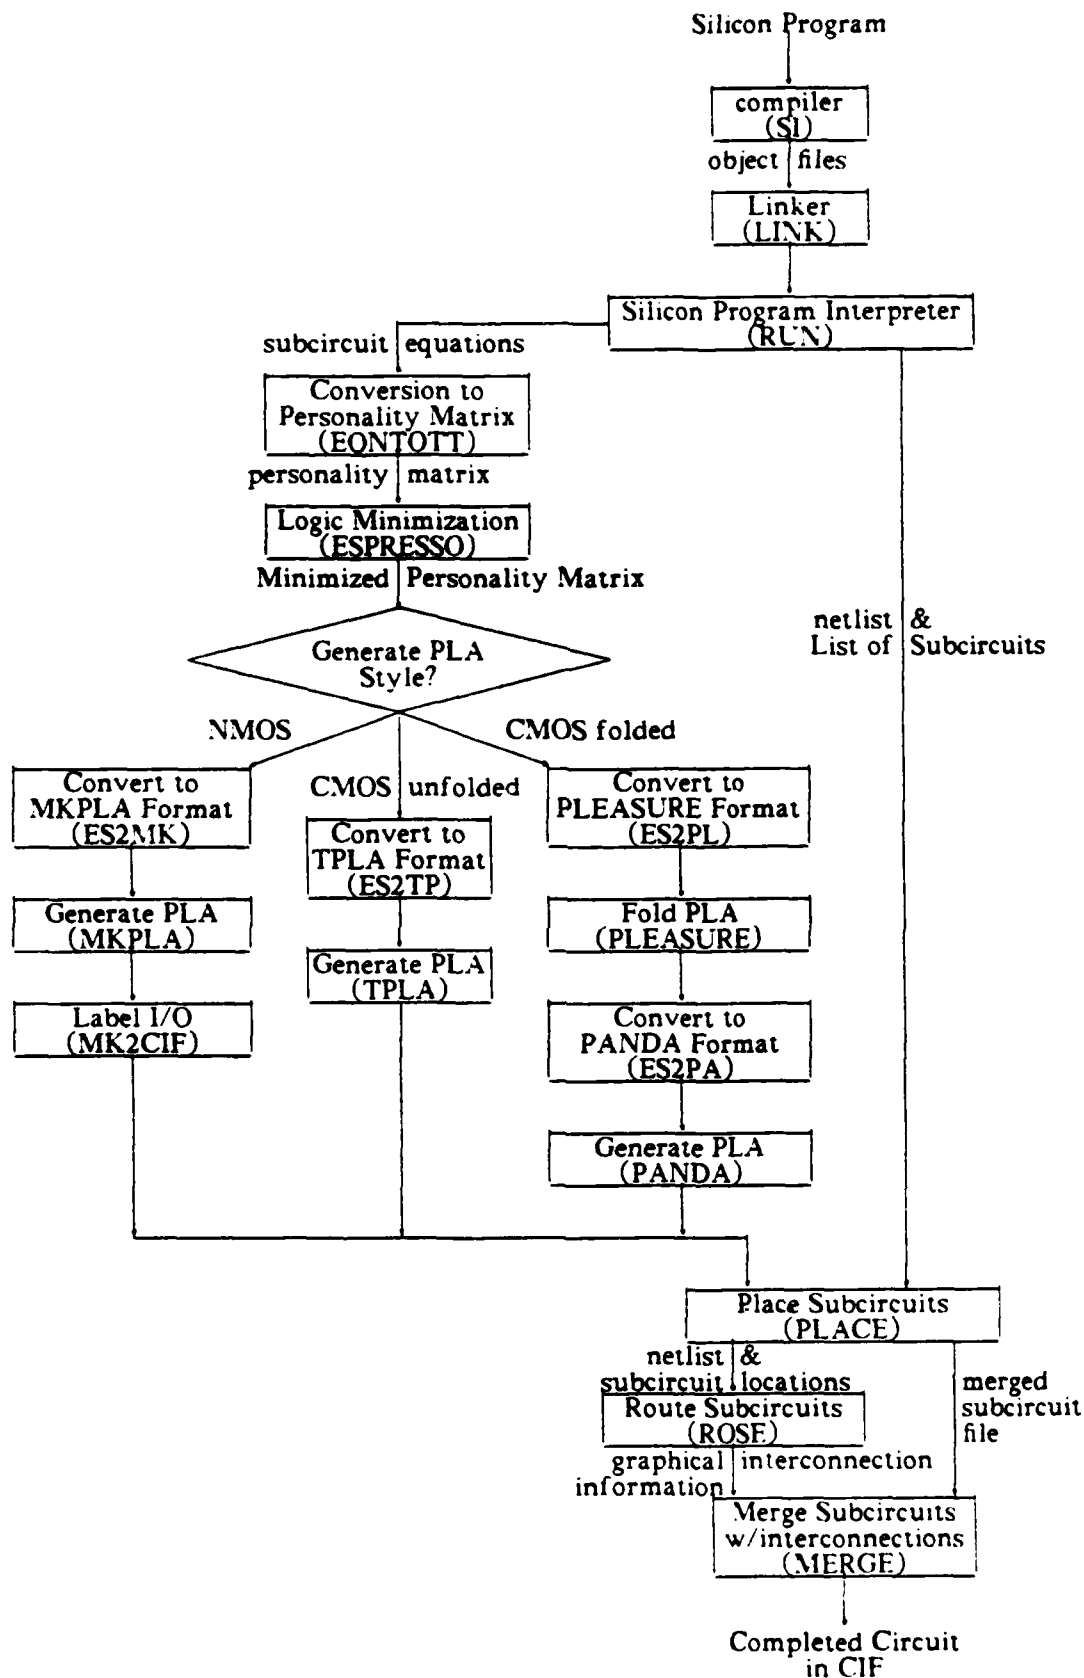 Silicon Program
compiler
(SI)
object files
Linker
(LINK)
Silicon Program Interpreter
(RUN)
subcircuit equations
Conversion to
Personality Matrix
(EQNTOTT)
personality matrix
Logic Minimization
(ESPRESSO)
Minimized Personality Matrix
netlist &
List of Subcircuits
Generate PLA
Style?
NMOS
CMOS folded
CMOS unfolded
Convert to
MKPLA Format
(ES2MK)
Generate PLA
(MKPLA)
Label I/O
(MK2CIF)
Convert to
TPLA Format
(ES2TP)
Generate PLA
(TPLA)
Convert to
PLEASURE Format
(ES2PL)
Fold PLA
(PLEASURE)
Convert to
PANDA Format
(ES2PA)
Generate PLA
(PANDA)
Place Subcircuits
(PLACE)
netlist &
subcircuit locations
merged
subcircuit
file
Route Subcircuits
(ROSE)
graphical interconnection
information
Merge Subcircuits
w/interconnections
(MERGE)
Completed Circuit
in CIF